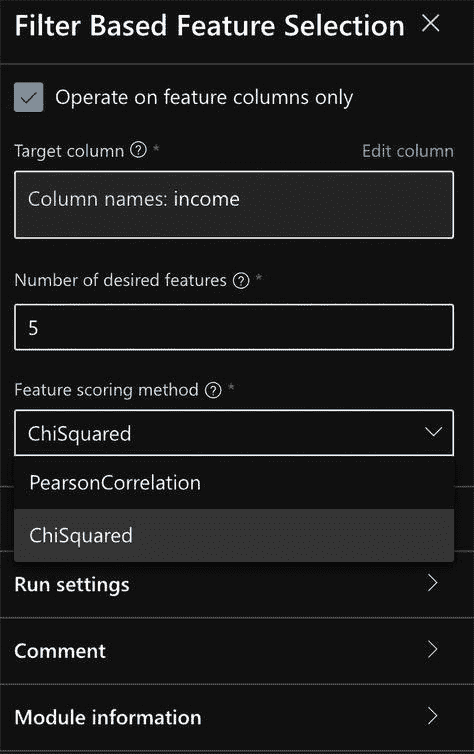 Filter Based Feature Selection
Operate on feature columns only
Target column * Edit column
Column names: income
Number of desired features *
5
Feature scoring method *
ChiSquared
PearsonCorrelation
ChiSquared
Run settings
Comment
Module information